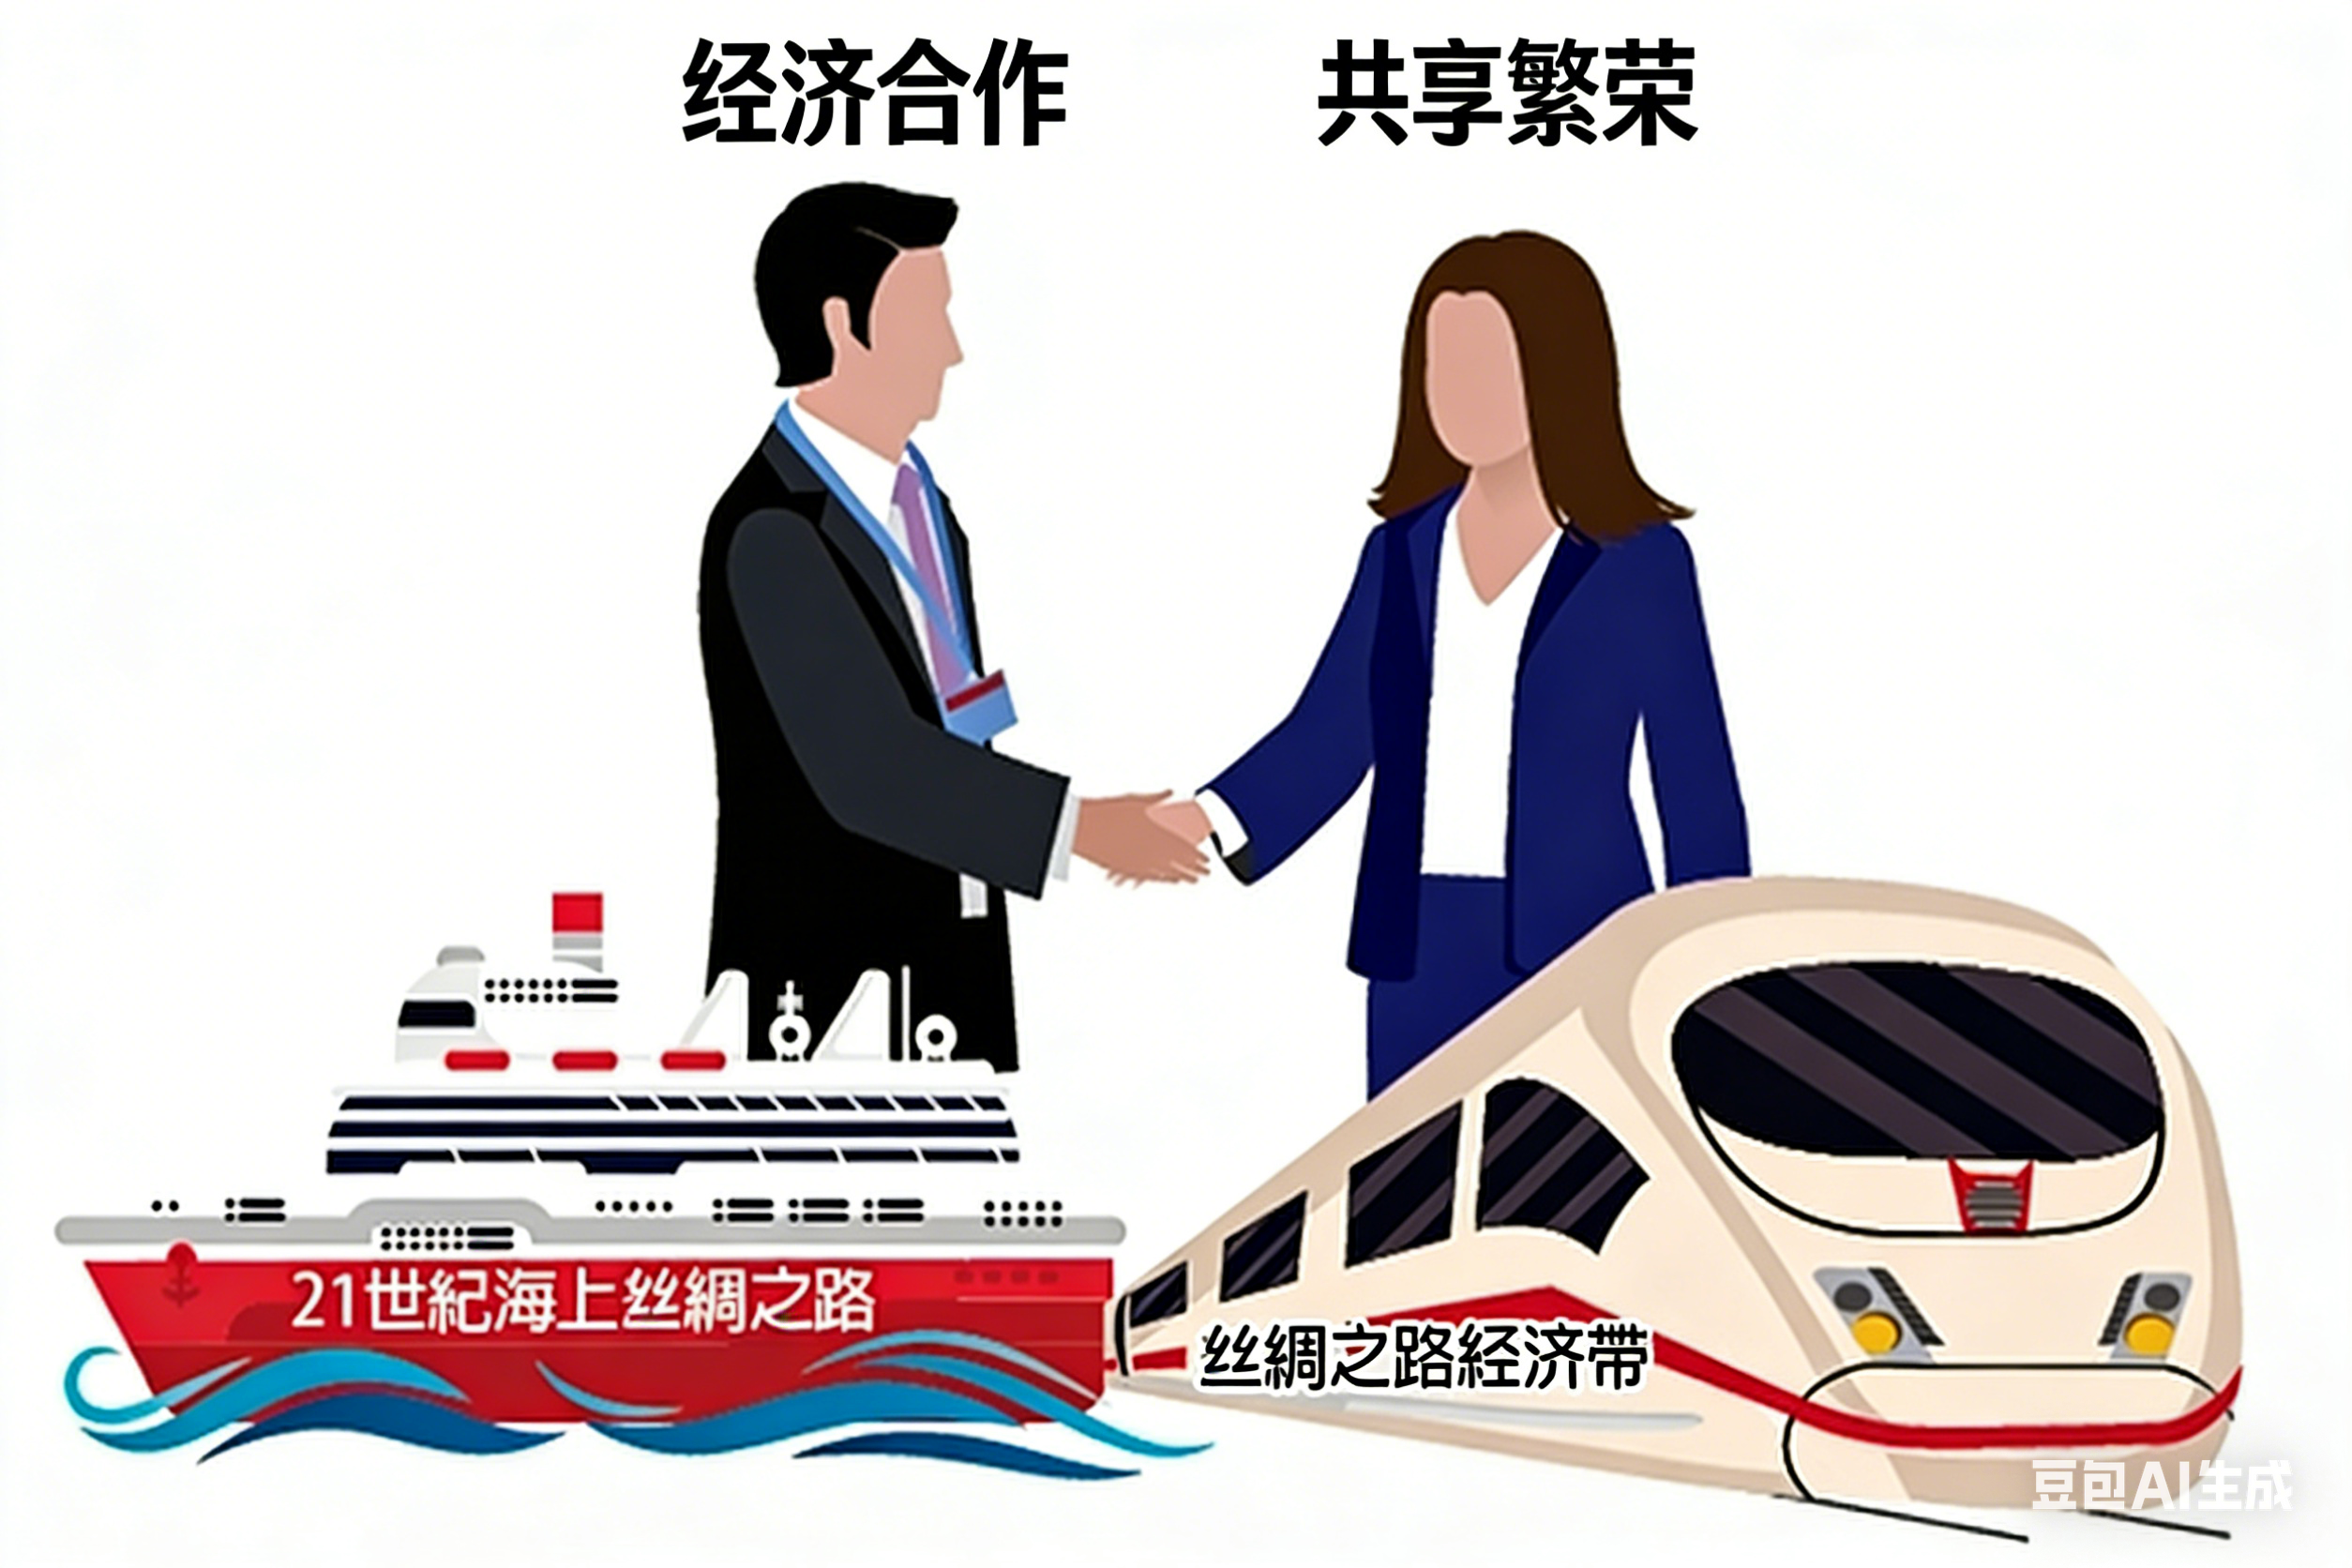 经济合作 共享繁荣
21世紀海上丝綢之路
丝綢之路経济帶
豆包AI生成